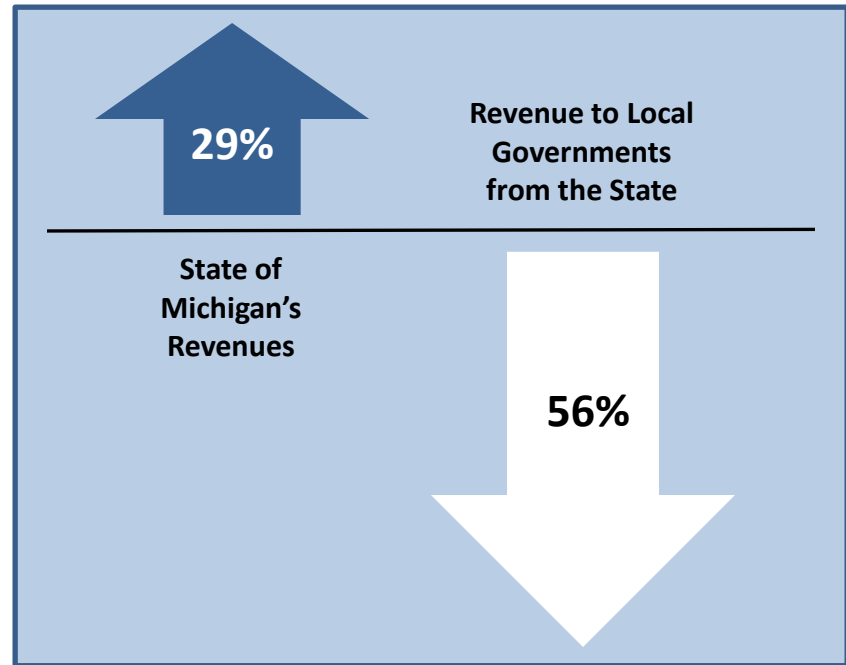 29%
State of
Michigan’s
Revenues
Revenue to Local
Governments
from the State
56%